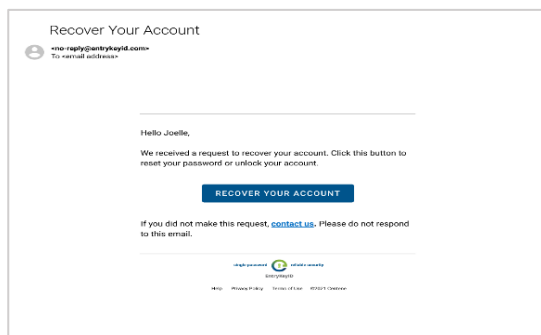 Recover Your Account
<no-reply@entrykeyid.com>
To <email address>
Hello Joelle,
We received a request to recover your account. Click this button to
reset your password or unlock your account.
RECOVER YOUR ACCOUNT
If you did not make this request, contact us. Please do not respond
to this email.
single password reliable security
EntryKeyID
Help Privacy Policy Terms of Use ©2021 Centene